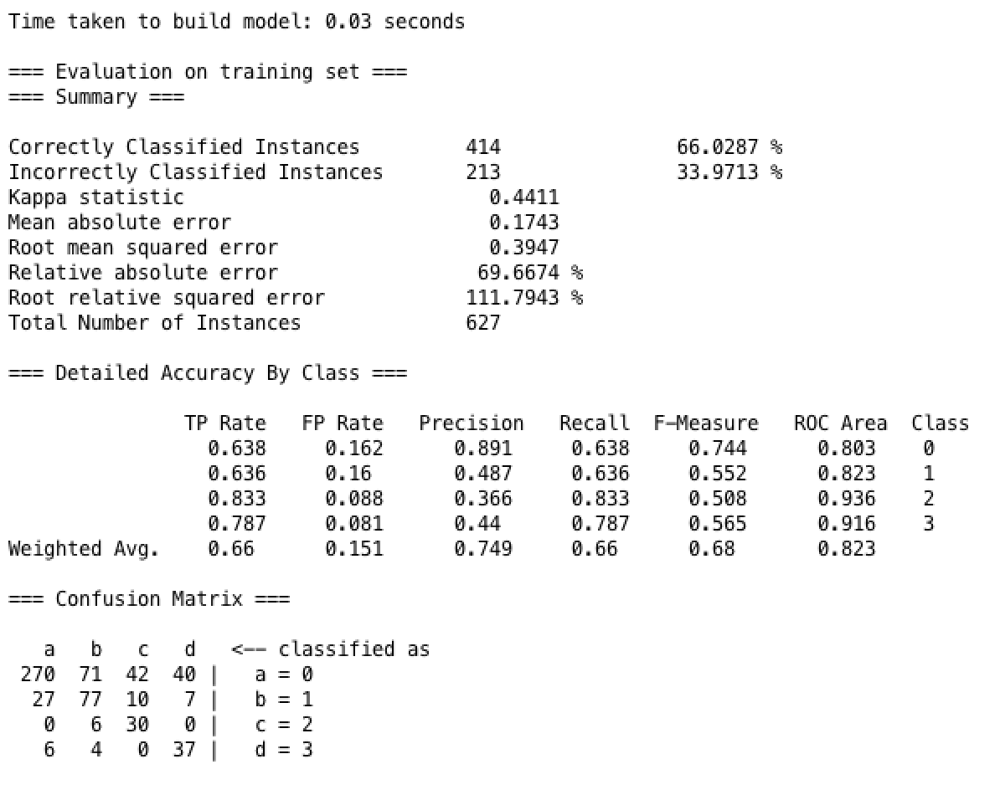 Time taken to build model: 0.03 seconds
=== Evaluation on training set ===
=== Summary ===
Correctly Classified Instances 414 66.0287 %
Incorrectly Classified Instances 213 33.9713 %
Kappa statistic 0.4411
Mean absolute error 0.1743
Root mean squared error 0.3947
Relative absolute error 69.6674 %
Root relative squared error 111.7943 %
Total Number of Instances 627
=== Detailed Accuracy By Class ===
TP Rate FP Rate Precision Recall F-Measure ROC Area Class
0.638 0.162 0.891 0.638 0.744 0.803 0
0.636 0.16 0.487 0.636 0.552 0.823 1
0.833 0.088 0.366 0.833 0.508 0.936 2
0.787 0.081 0.44 0.787 0.565 0.916 3
Weighted Avg. 0.66 0.151 0.749 0.66 0.68 0.823
=== Confusion Matrix ===
a b c d <-- classified as
270 71 42 40 | a = 0
27 77 10 7 | b = 1
0 6 30 0 | c = 2
6 4 0 37 | d = 3